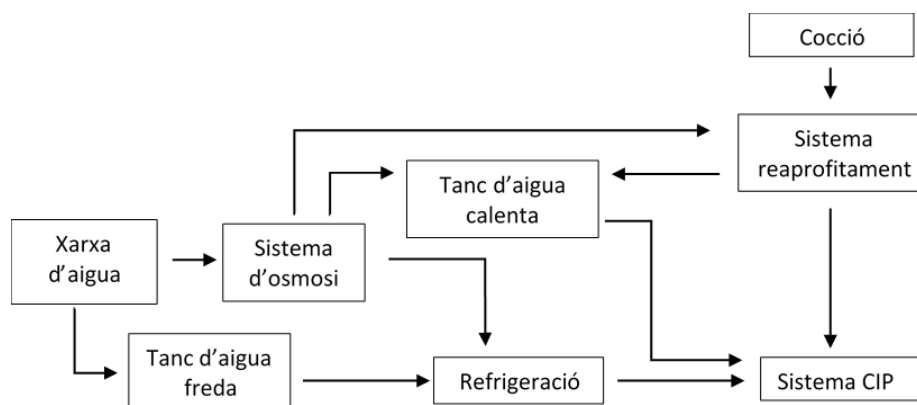 Cocció
Sistema
reaprofitament
Tanc d'aigua
calenta
Xarxa
d'aigua
Sistema
d'osmosi
Tanc d'aigua
freda
Refrigeració
Sistema CIP